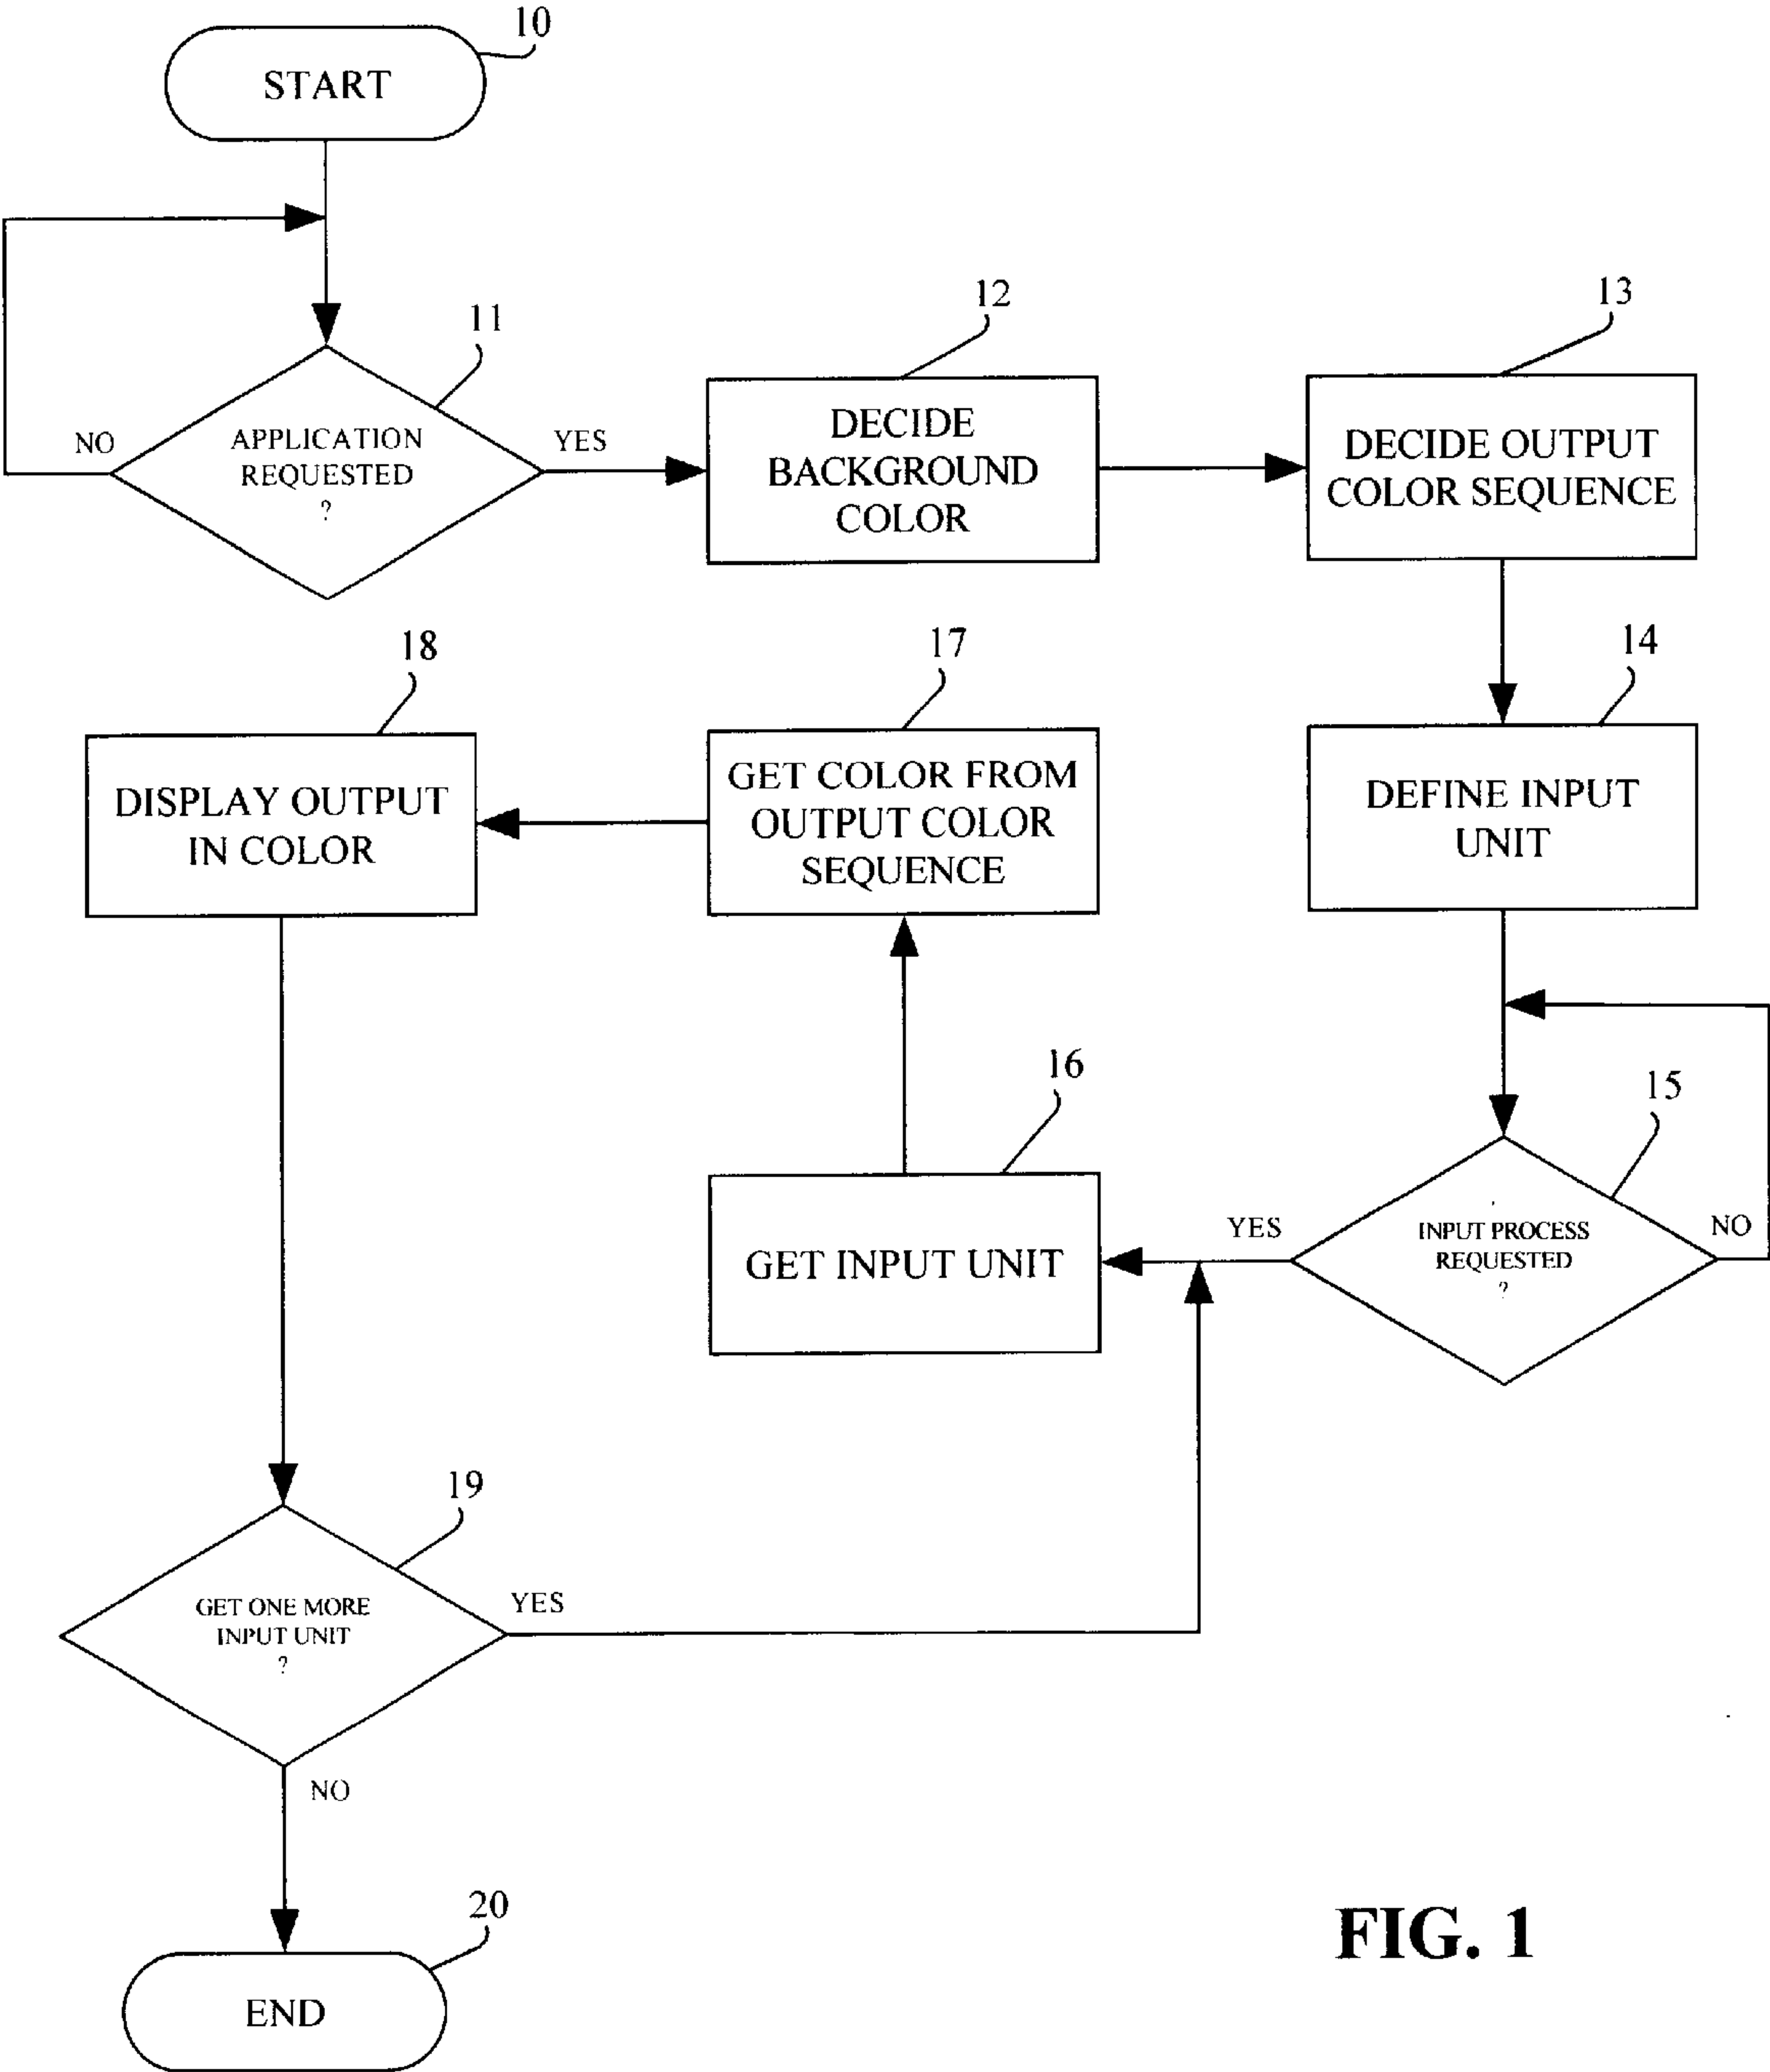 10
START
11
APPLICATION
REQUESTED
?
NO
YES
12
DECIDE
BACKGROUND
COLOR
13
DECIDE OUTPUT
COLOR SEQUENCE
14
DEFINE INPUT
UNIT
15
INPUT PROCESS
REQUESTED
?
NO
YES
16
GET INPUT UNIT
17
GET COLOR FROM
OUTPUT COLOR
SEQUENCE
18
DISPLAY OUTPUT
IN COLOR
19
GET ONE MORE
INPUT UNIT
?
YES
NO
20
END
FIG. 1